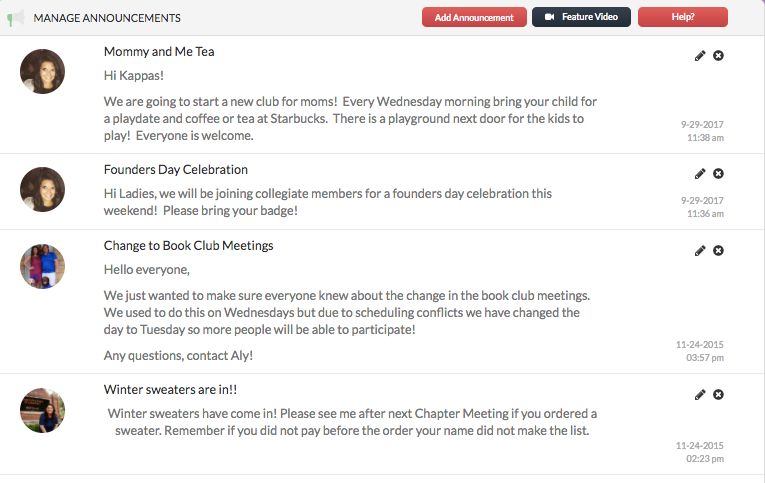 MANAGE ANNOUNCEMENTS
Add Announcement
Feature Video
Help?
Mommy and Me Tea
Hi Kappas!
We are going to start a new club for moms!  Every Wednesday morning bring your child for
a playdate and coffee or tea at Starbucks.  There is a playground next door for the kids to
play!  Everyone is welcome.
9-29-2017
11:38 am
Founders Day Celebration
Hi Ladies, we will be joining collegiate members for a founders day celebration this
weekend!  Please bring your badge!
9-29-2017
11:36 am
Change to Book Club Meetings
Hello everyone,
We just wanted to make sure everyone knew about the change in the book club meetings.
We used to do this on Wednesdays but due to scheduling conflicts we have changed the
day to Tuesday so more people will be able to participate!
Any questions, contact Aly!
11-24-2015
03:57 pm
Winter sweaters are in!!
Winter sweaters have come in! Please see me after next Chapter Meeting if you ordered a
sweater. Remember if you did not pay before the order your name did not make the list.
11-24-2015
02:23 pm